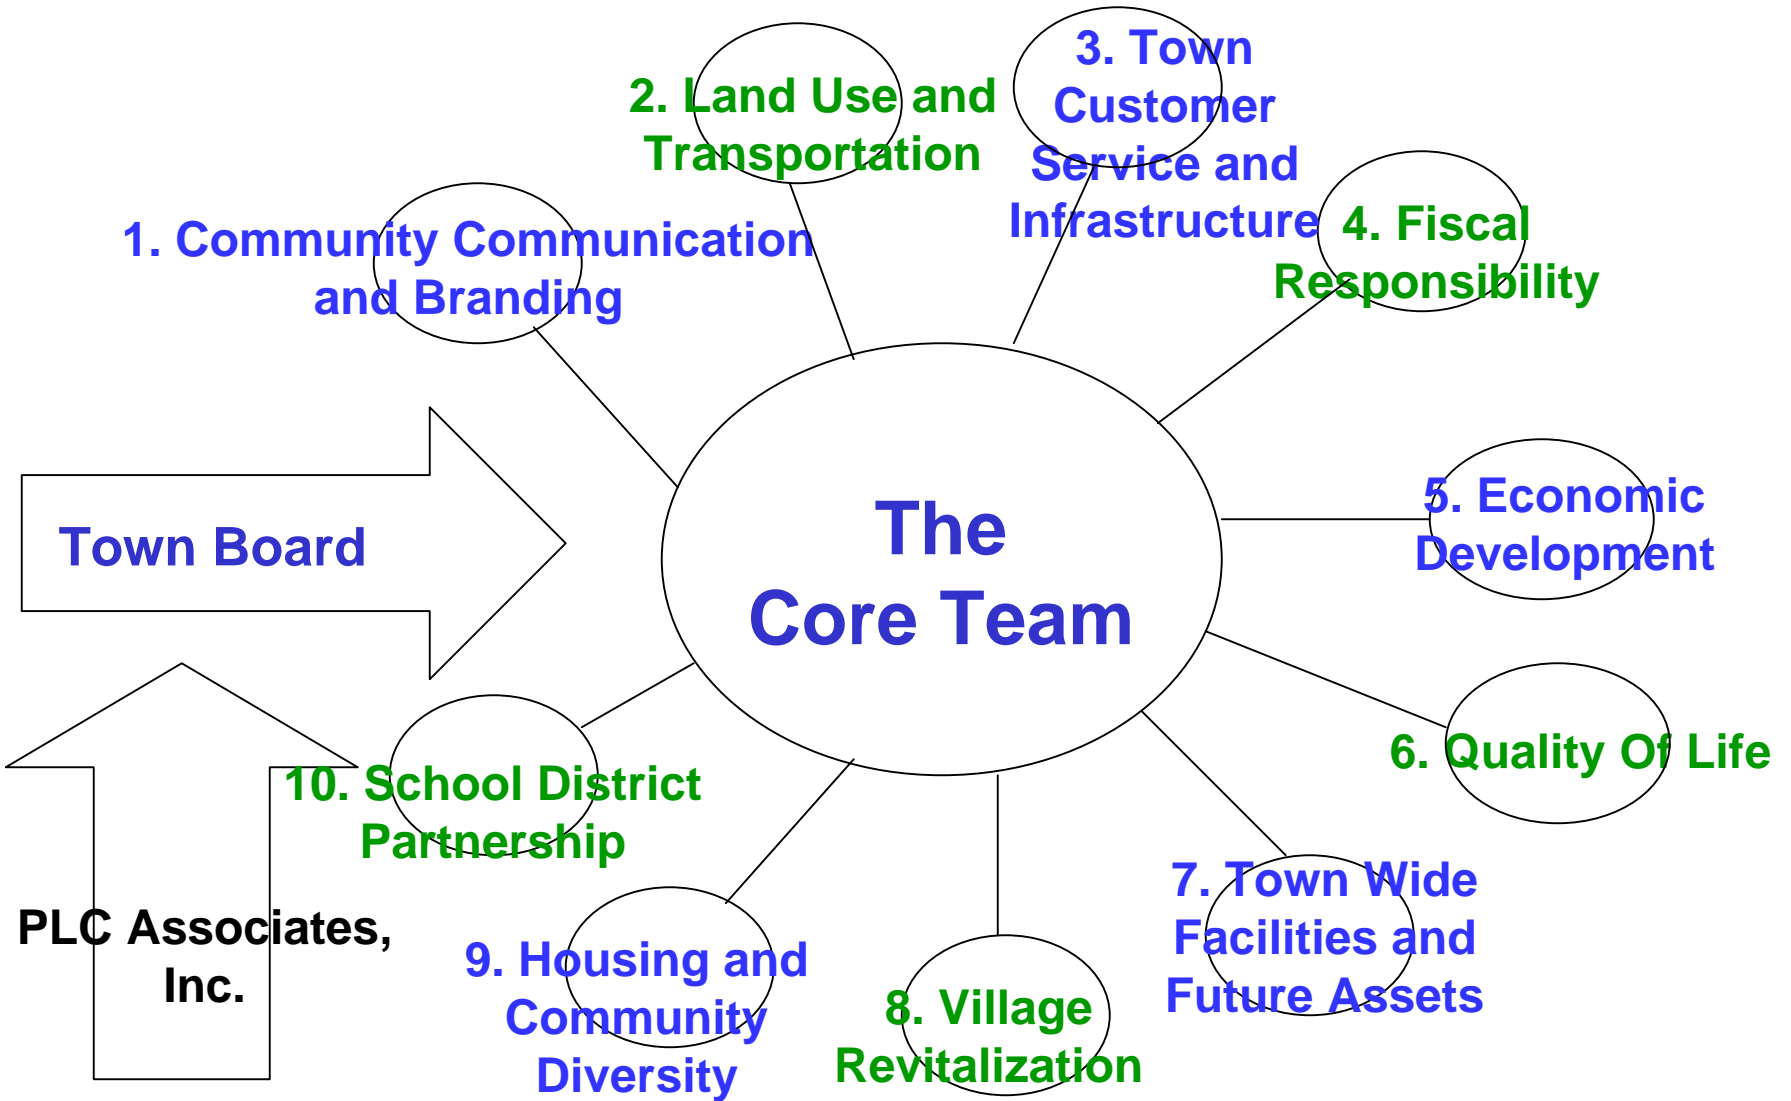 1. Community Communication
and Branding
2. Land Use and
Transportation
3. Town
Customer
Service and
Infrastructure
4. Fiscal
Responsibility
5. Economic
Development
6. Quality Of Life
7. Town Wide
Facilities and
Future Assets
8. Village
Revitalization
9. Housing and
Community
Diversity
10. School District
Partnership
The
Core Team
Town Board
PLC Associates,
Inc.